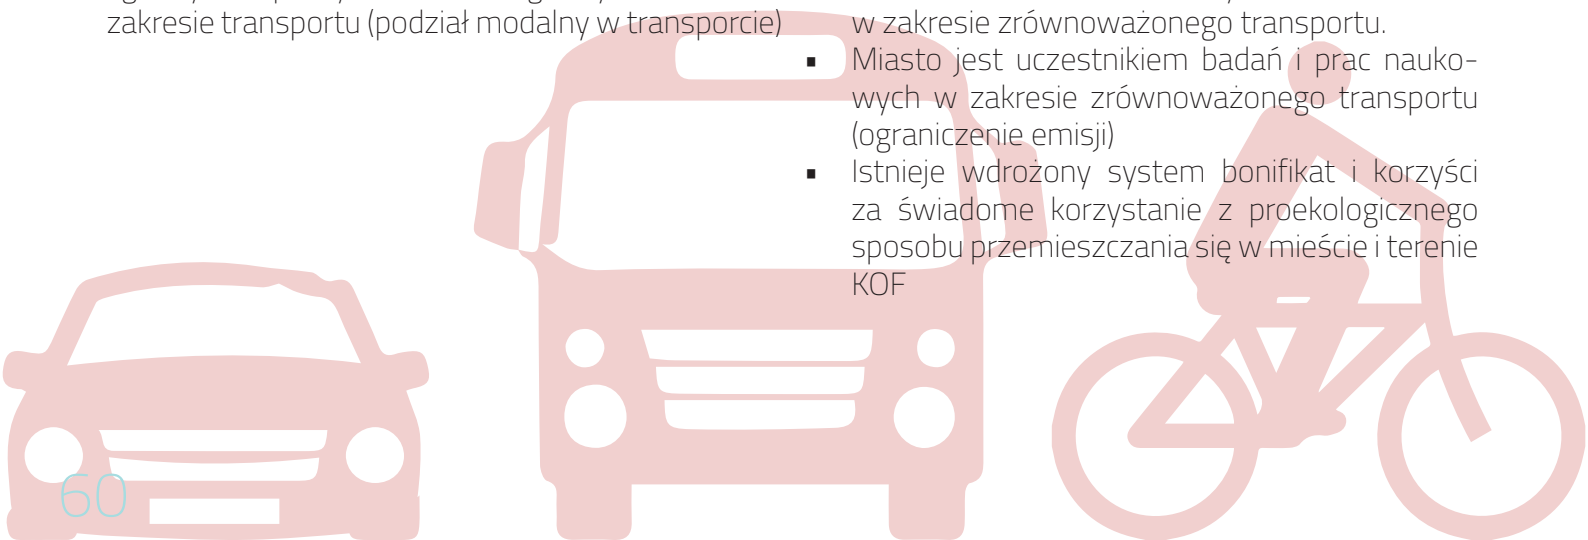 zakresie transportu (podział modalny w transporcie)
w zakresie zrównoważonego transportu.
▪ Miasto jest uczestnikiem badań i prac nauko-
wych w zakresie zrównoważonego transportu
(ograniczenie emisji)
▪ Istnieje wdrożony system bonifikat i korzyści
za świadome korzystanie z proekologicznego
sposobu przemieszczania się w mieście i terenie
KOF
60